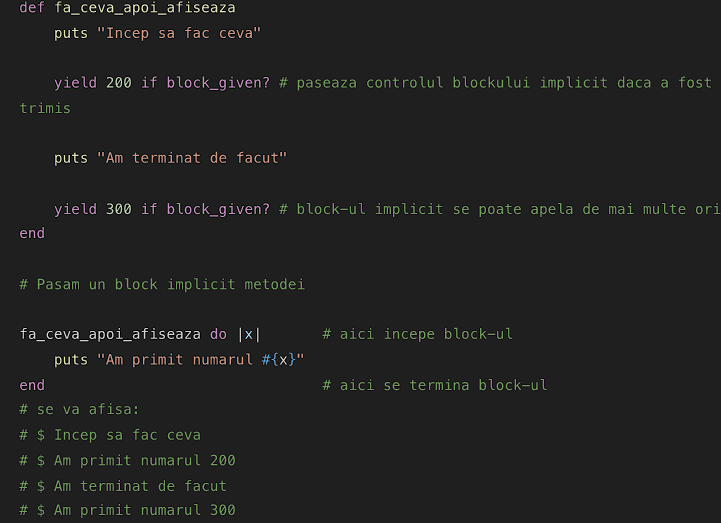 def fa_ceva_apoi_afiseaza
    puts "Incep sa fac ceva"
    yield 200 if block_given? # paseaza controlul blockului implicit daca a fost
trimis
    puts "Am terminat de facut"
    yield 300 if block_given? # block-ul implicit se poate apela de mai multe ori
end
# Pasam un block implicit metodei
fa_ceva_apoi_afiseaza do |x|       # aici incepe block-ul
    puts "Am primit numarul #{x}"
end                                # aici se termina block-ul
# se va afisa:
# $ Incep sa fac ceva
# $ Am primit numarul 200
# $ Am terminat de facut
# $ Am primit numarul 300